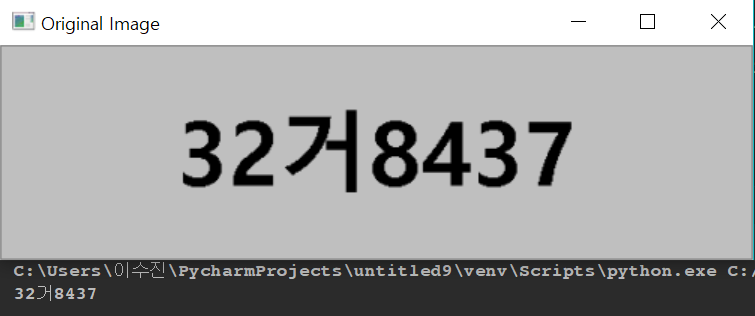 Original Image
32거8437
C:\Users\이수진\PycharmProjects\untitled9\venv\Scripts\python.exe C:/
32거8437